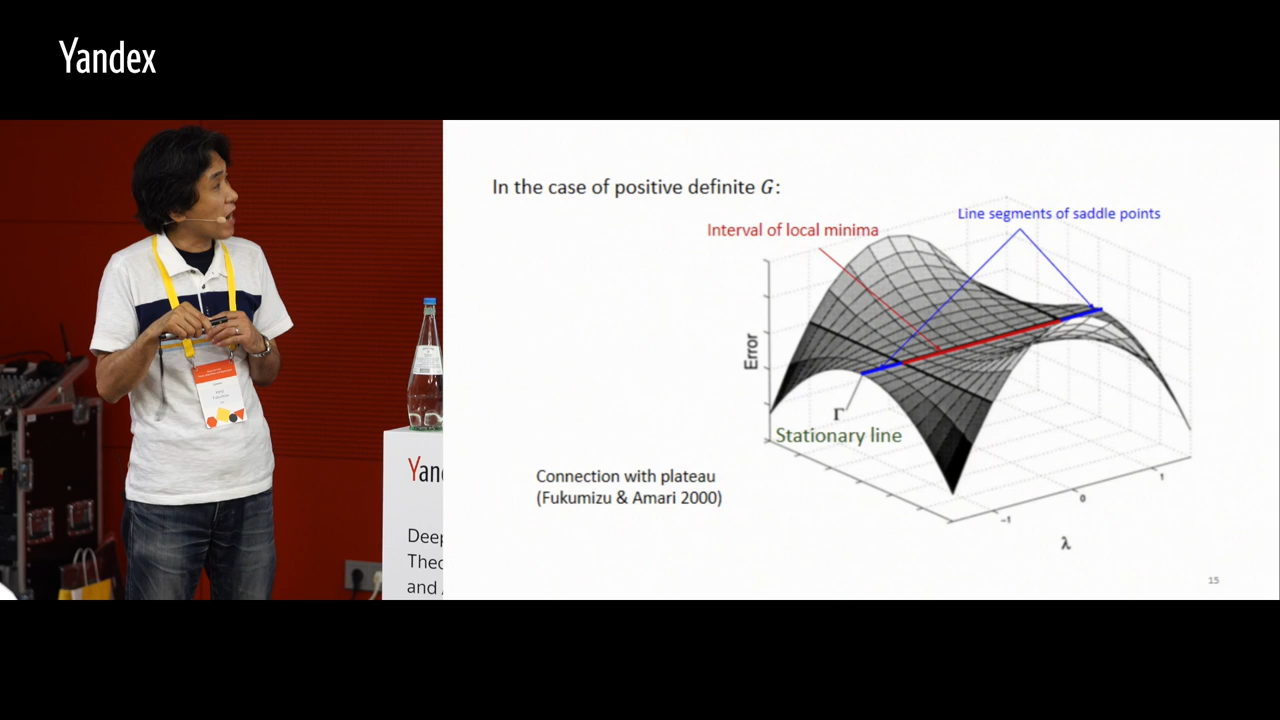 Yandex
In the case of positive definite G:
Line segments of saddle points
Interval of local minima
Error
Γ
Stationary line
Connection with plateau
(Fukumizu & Amari 2000)
-1
0
1
λ
15
Yan
Deep
Theo
and